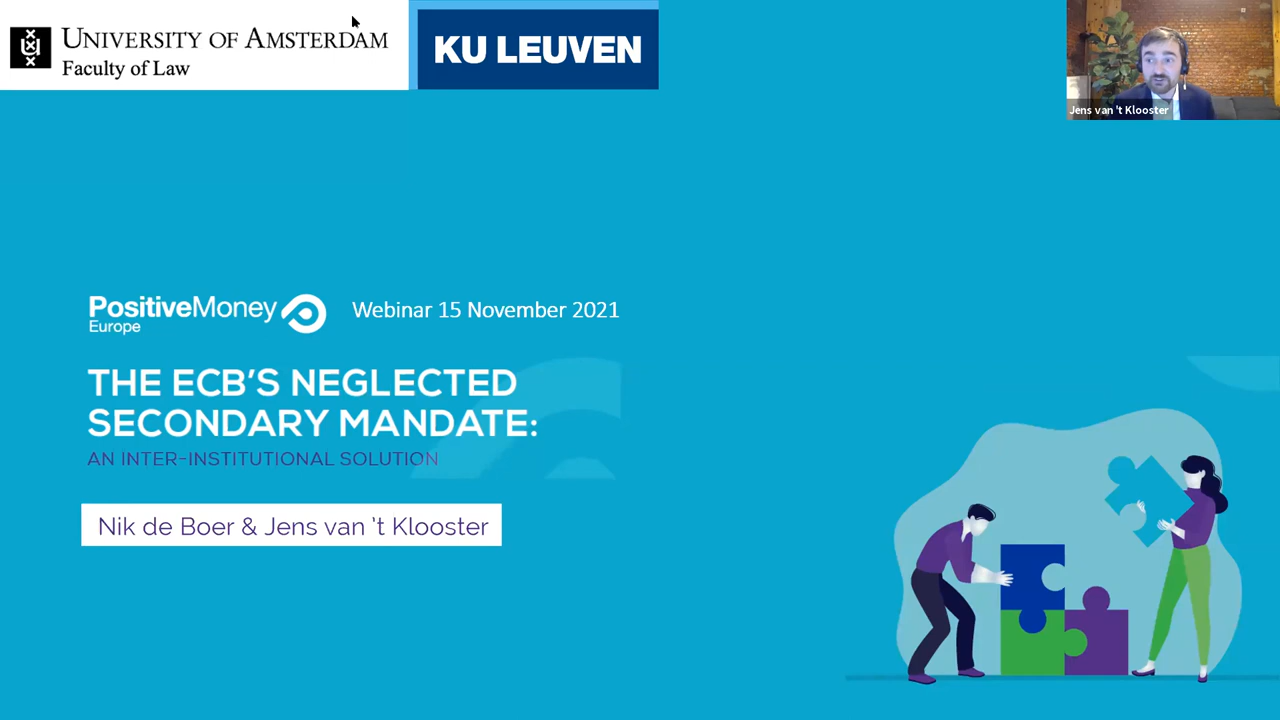 UNIVERSITY OF AMSTERDAM
Faculty of Law
KU LEUVEN
Jens van 't Klooster
PositiveMoney
Europe
Webinar 15 November 2021
THE ECB'S NEGLECTED
SECONDARY MANDATE:
AN INTER-INSTITUTIONAL SOLUTION
Nik de Boer & Jens van 't Klooster